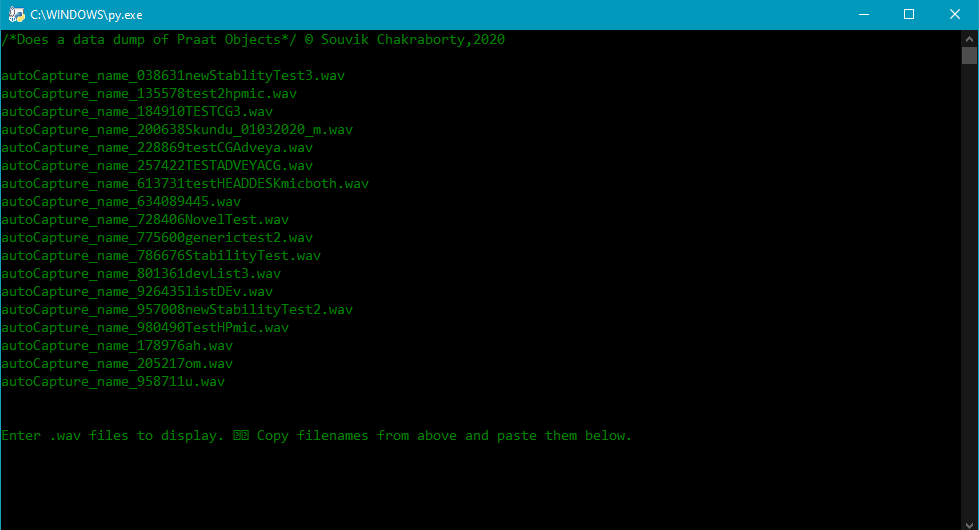 C:\WINDOWS\py.exe
/*Does a data dump of Praat Objects*/ © Souvik Chakraborty,2020
autoCapture_name_038631newStablityTest3.wav
autoCapture_name_135578test2hpmic.wav
autoCapture_name_184910TESTCG3.wav
autoCapture_name_200638Skundu_01032020_m.wav
autoCapture_name_228869testCGAdveya.wav
autoCapture_name_257422TESTADVEYACG.wav
autoCapture_name_613731testHEADDESKmicboth.wav
autoCapture_name_634089445.wav
autoCapture_name_728406NovelTest.wav
autoCapture_name_775600generictest2.wav
autoCapture_name_786676StabilityTest.wav
autoCapture_name_801361devList3.wav
autoCapture_name_926435listDEv.wav
autoCapture_name_957008newStabilityTest2.wav
autoCapture_name_980490TestHPmic.wav
autoCapture_name_178976ah.wav
autoCapture_name_205217om.wav
autoCapture_name_958711u.wav
Enter .wav files to display. Copy filenames from above and paste them below.